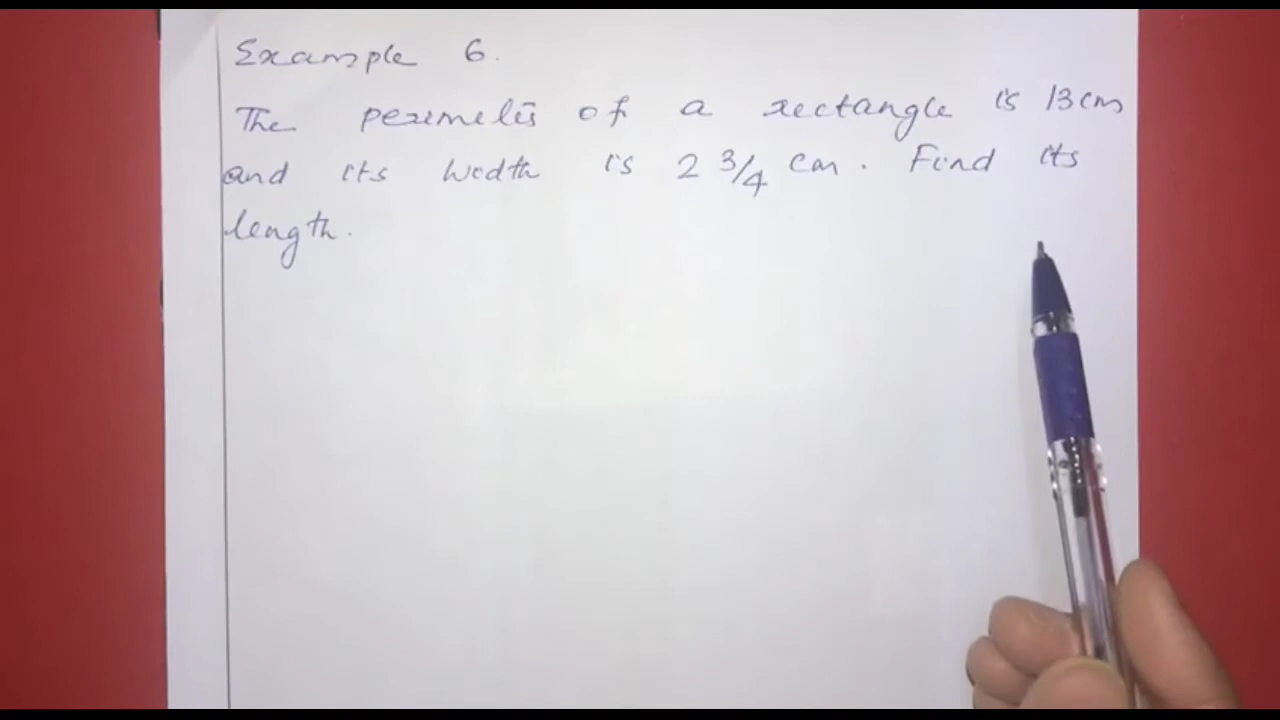 Example 6.
The perimeter of a rectangle is 13cm
and its width is 2 3/4 cm. Find its
length.